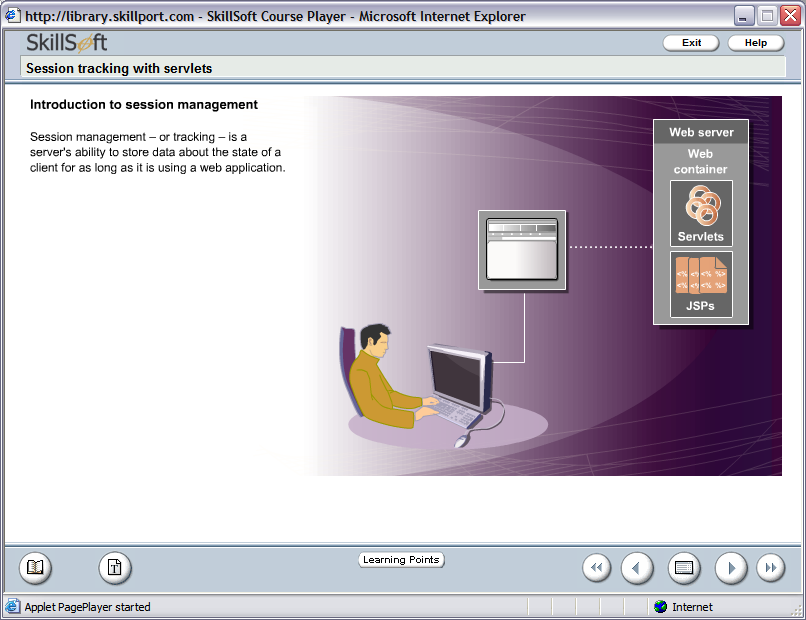 http://library.skillport.com - SkillSoft Course Player - Microsoft Internet Explorer
SkillSoft
Exit
Help
Session tracking with servlets
Introduction to session management
Session management – or tracking – is a
server's ability to store data about the state of a
client for as long as it is using a web application.
Web server
Web
container
Servlets
<% <% <% %>
<% <% <% %>
JSPs
Learning Points
Applet PagePlayer started
Internet